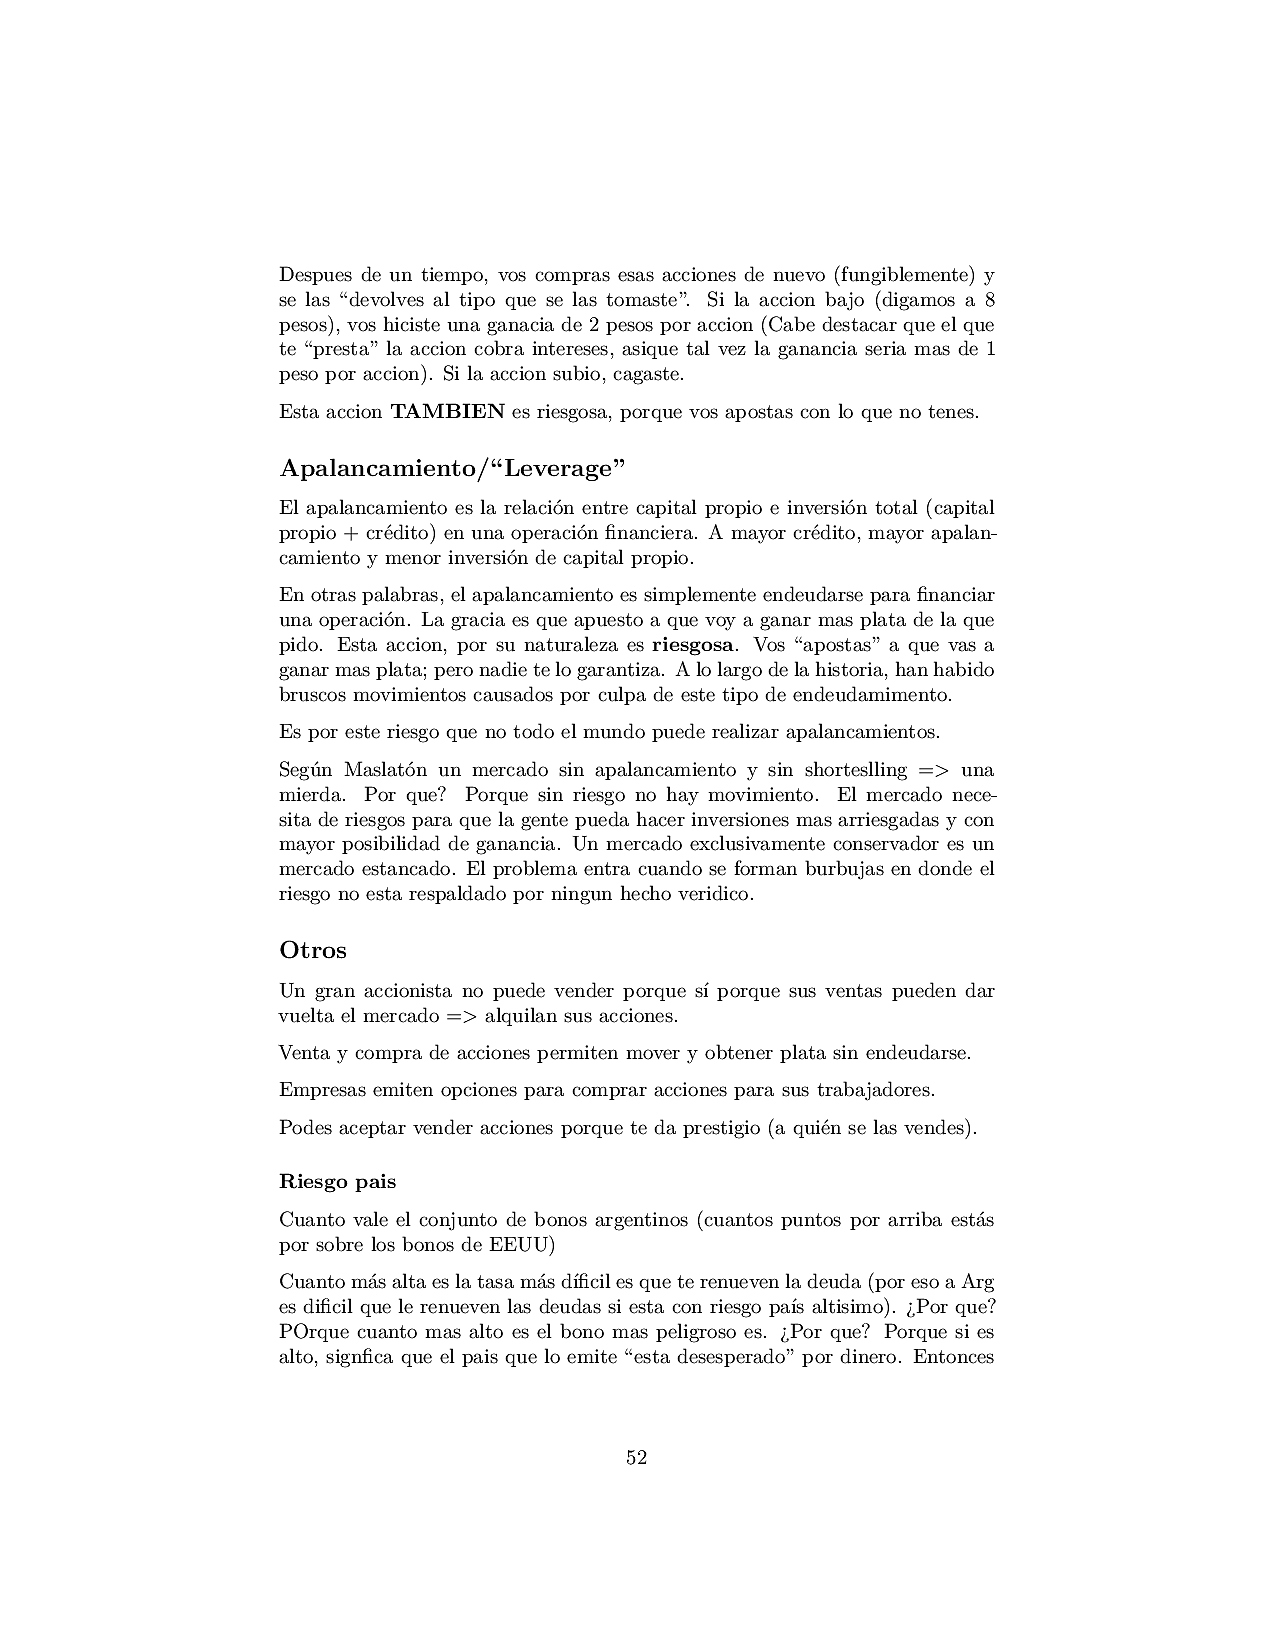 Despues de un tiempo, vos compras esas acciones de nuevo (fungiblemente) y
se las “devolves al tipo que se las tomaste”. Si la accion bajo (digamos a 8
pesos), vos hiciste una ganacia de 2 pesos por accion (Cabe destacar que el que
te “presta” la accion cobra intereses, asique tal vez la ganancia seria mas de 1
peso por accion). Si la accion subio, cagaste.
Esta accion TAMBIEN es riesgosa, porque vos apostas con lo que no tenes.
Apalancamiento/“Leverage”
El apalancamiento es la relación entre capital propio e inversión total (capital
propio + crédito) en una operación financiera. A mayor crédito, mayor apalan-
camiento y menor inversión de capital propio.
En otras palabras, el apalancamiento es simplemente endeudarse para financiar
una operación. La gracia es que apuesto a que voy a ganar mas plata de la que
pido. Esta accion, por su naturaleza es riesgosa. Vos “apostas” a que vas a
ganar mas plata; pero nadie te lo garantiza. A lo largo de la historia, han habido
bruscos movimientos causados por culpa de este tipo de endeudamimento.
Es por este riesgo que no todo el mundo puede realizar apalancamientos.
Según Maslatón un mercado sin apalancamiento y sin shorteslling => una
mierda. Por que? Porque sin riesgo no hay movimiento. El mercado nece-
sita de riesgos para que la gente pueda hacer inversiones mas arriesgadas y con
mayor posibilidad de ganancia. Un mercado exclusivamente conservador es un
mercado estancado. El problema entra cuando se forman burbujas en donde el
riesgo no esta respaldado por ningun hecho veridico.
Otros
Un gran accionista no puede vender porque sí porque sus ventas pueden dar
vuelta el mercado => alquilan sus acciones.
Venta y compra de acciones permiten mover y obtener plata sin endeudarse.
Empresas emiten opciones para comprar acciones para sus trabajadores.
Podes aceptar vender acciones porque te da prestigio (a quién se las vendes).
Riesgo pais
Cuanto vale el conjunto de bonos argentinos (cuantos puntos por arriba estás
por sobre los bonos de EEUU)
Cuanto más alta es la tasa más díficil es que te renueven la deuda (por eso a Arg
es dificil que le renueven las deudas si esta con riesgo país altisimo). ¿Por que?
POrque cuanto mas alto es el bono mas peligroso es. ¿Por que? Porque si es
alto, signfica que el pais que lo emite “esta desesperado” por dinero. Entonces
52